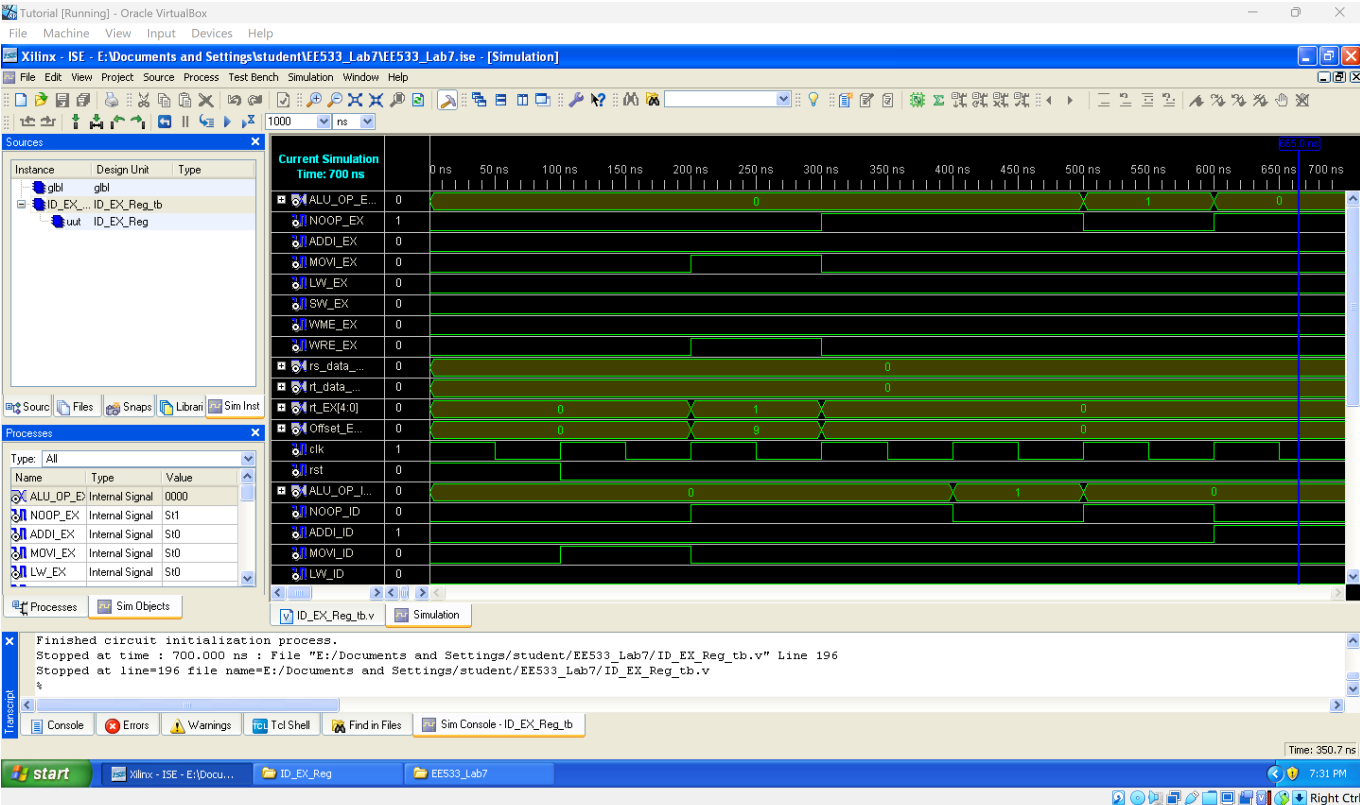 Tutorial [Running] - Oracle VirtualBox
File Machine View Input Devices Help
Xilinx - ISE - E:\Documents and Settings\student\EE533_Lab7\EE533_Lab7.ise - [Simulation]
File Edit View Project Source Process Test Bench Simulation Window Help
1000 ns
Sources
Instance Design Unit Type
glbl glbl
ID_EX_... ID_EX_Reg_tb
uut ID_EX_Reg
Sourc Files Snaps Librari Sim Inst
Processes
Type: All
Name Type Value
ALU_OP_E Internal Signal 0000
NOOP_EX Internal Signal St1
ADDI_EX Internal Signal St0
MOVI_EX Internal Signal St0
LW_EX Internal Signal St0
Processes Sim Objects
Current Simulation
Time: 700 ns
665.0 ns
0 ns 50 ns 100 ns 150 ns 200 ns 250 ns 300 ns 350 ns 400 ns 450 ns 500 ns 550 ns 600 ns 650 ns 700 ns
ALU_OP_E... 0 0 1 0
NOOP_EX 1
ADDI_EX 0
MOVI_EX 0
LW_EX 0
SW_EX 0
WME_EX 0
WRE_EX 0
rs_data_... 0 0
rt_data_... 0 0
rt_EX[4:0] 0 0 1 0
Offset_E... 0 0 9 0
clk 1
rst 0
ALU_OP_I... 0 0 1 0
NOOP_ID 0
ADDI_ID 1
MOVI_ID 0
LW_ID 0
ID_EX_Reg_tb.v Simulation
Finished circuit initialization process.
Stopped at time : 700.000 ns : File "E:/Documents and Settings/student/EE533_Lab7/ID_EX_Reg_tb.v" Line 196
Stopped at line=196 file name=E:/Documents and Settings/student/EE533_Lab7/ID_EX_Reg_tb.v
%
Transcript
Console Errors Warnings Tcl Shell Find in Files Sim Console - ID_EX_Reg_tb
Time: 350.7 ns
start Xilinx - ISE - E:\Docu... ID_EX_Reg EE533_Lab7 7:31 PM
Right Ctrl